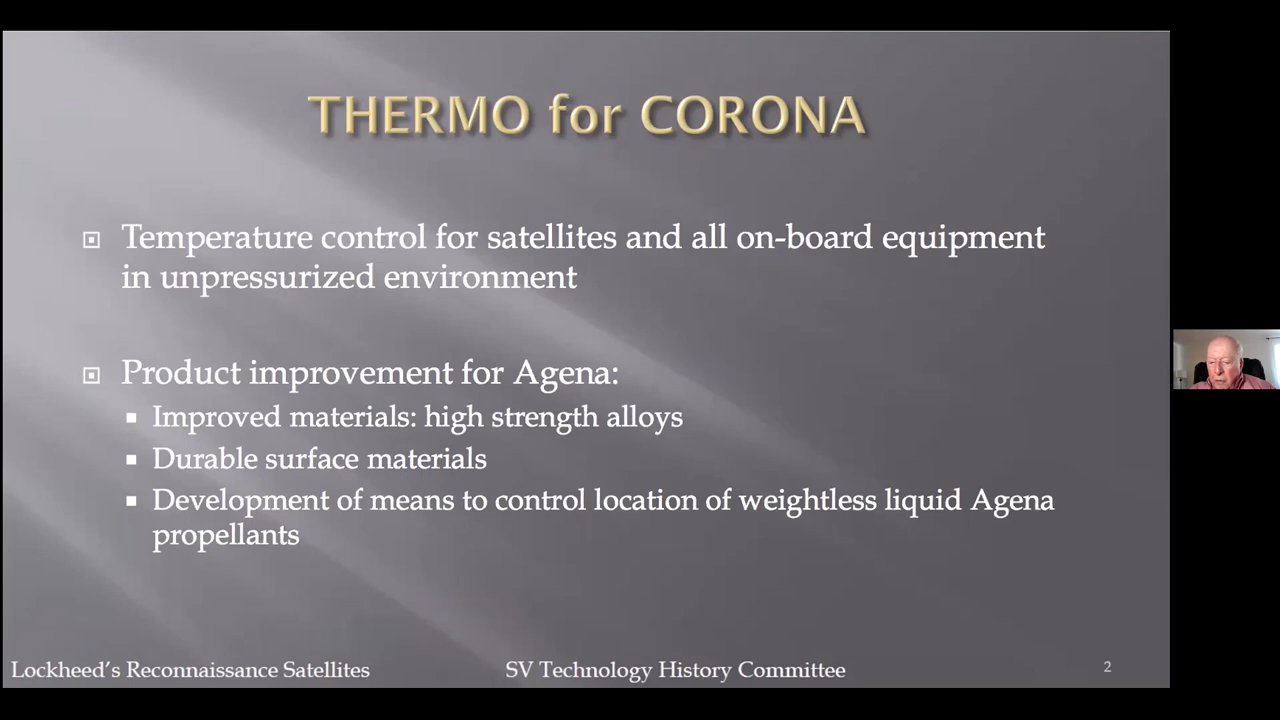 THERMO for CORONA
Temperature control for satellites and all on-board equipment
in unpressurized environment
Product improvement for Agena:
Improved materials: high strength alloys
Durable surface materials
Development of means to control location of weightless liquid Agena
propellants
Lockheed's Reconnaissance Satellites
SV Technology History Committee
2